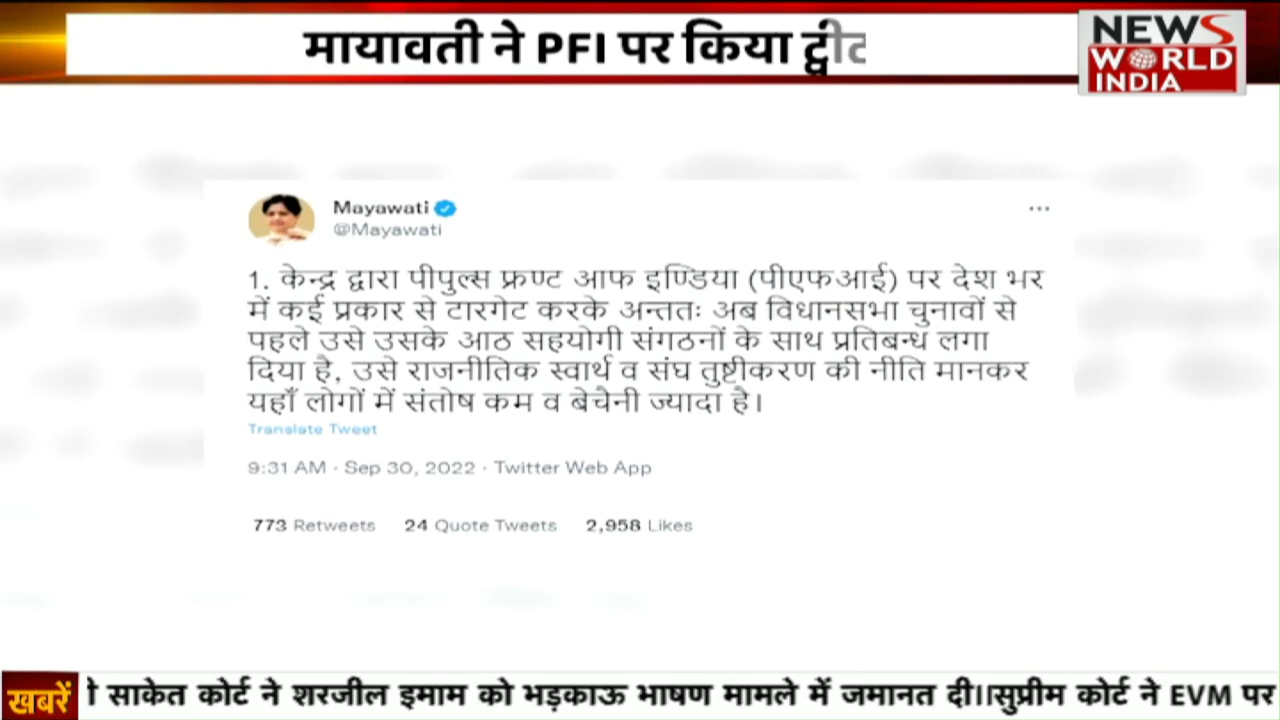 मायावती ने PFI पर किया ट्वीट
NEWS
WORLD
INDIA
Mayawati
@Mayawati
1. केन्द्र द्वारा पीपुल्स फ्रण्ट आफ इण्डिया (पीएफआई) पर देश भर
में कई प्रकार से टारगेट करके अन्ततः अब विधानसभा चुनावों से
पहले उसे उसके आठ सहयोगी संगठनों के साथ प्रतिबन्ध लगा
दिया है, उसे राजनीतिक स्वार्थ व संघ तुष्टीकरण की नीति मानकर
यहाँ लोगों में संतोष कम व बेचैनी ज्यादा है।
Translate Tweet
9:31 AM · Sep 30, 2022 · Twitter Web App
773 Retweets 24 Quote Tweets 2,958 Likes
खबरें साकेत कोर्ट ने शरजील इमाम को भड़काऊ भाषण मामले में जमानत दी।।सुप्रीम कोर्ट ने EVM पर